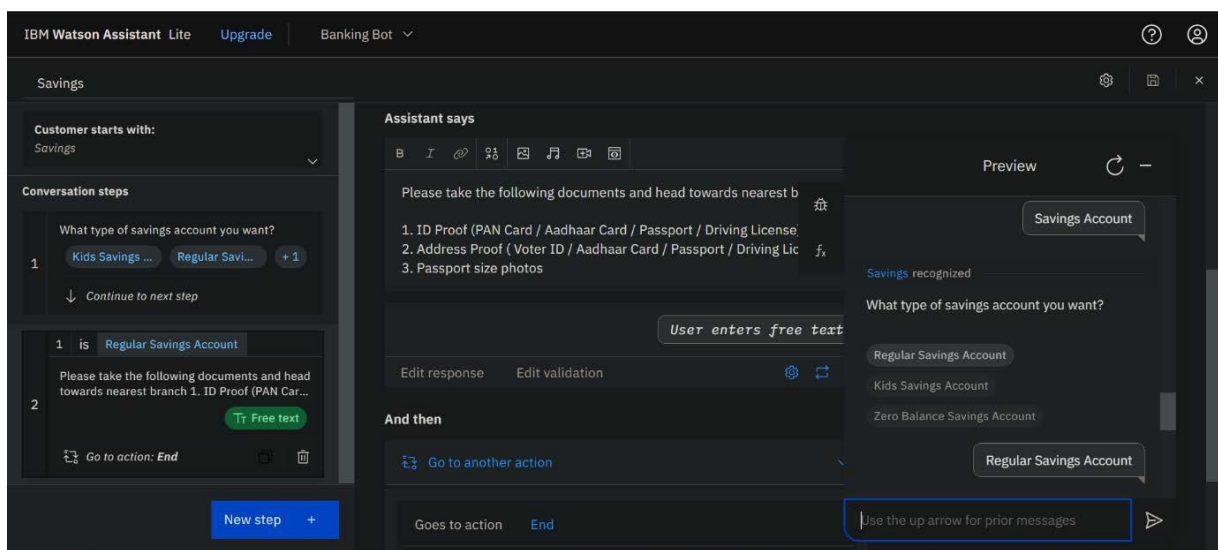 IBM Watson Assistant Lite Upgrade Banking Bot
Savings
Customer starts with:
Savings
Conversation steps
1
What type of savings account you want?
Kids Savings ... Regular Savi... + 1
Continue to next step
2
1 is Regular Savings Account
Please take the following documents and head
towards nearest branch 1. ID Proof (PAN Car...
Free text
Go to action: End
New step +
Assistant says
B I
Please take the following documents and head towards nearest b
1. ID Proof (PAN Card / Aadhaar Card / Passport / Driving License)
2. Address Proof ( Voter ID / Aadhaar Card / Passport / Driving Lic
3. Passport size photos
User enters free text
Edit response Edit validation
And then
Go to another action
Goes to action End
Preview
Savings Account
Savings recognized
What type of savings account you want?
Regular Savings Account
Kids Savings Account
Zero Balance Savings Account
Regular Savings Account
Use the up arrow for prior messages